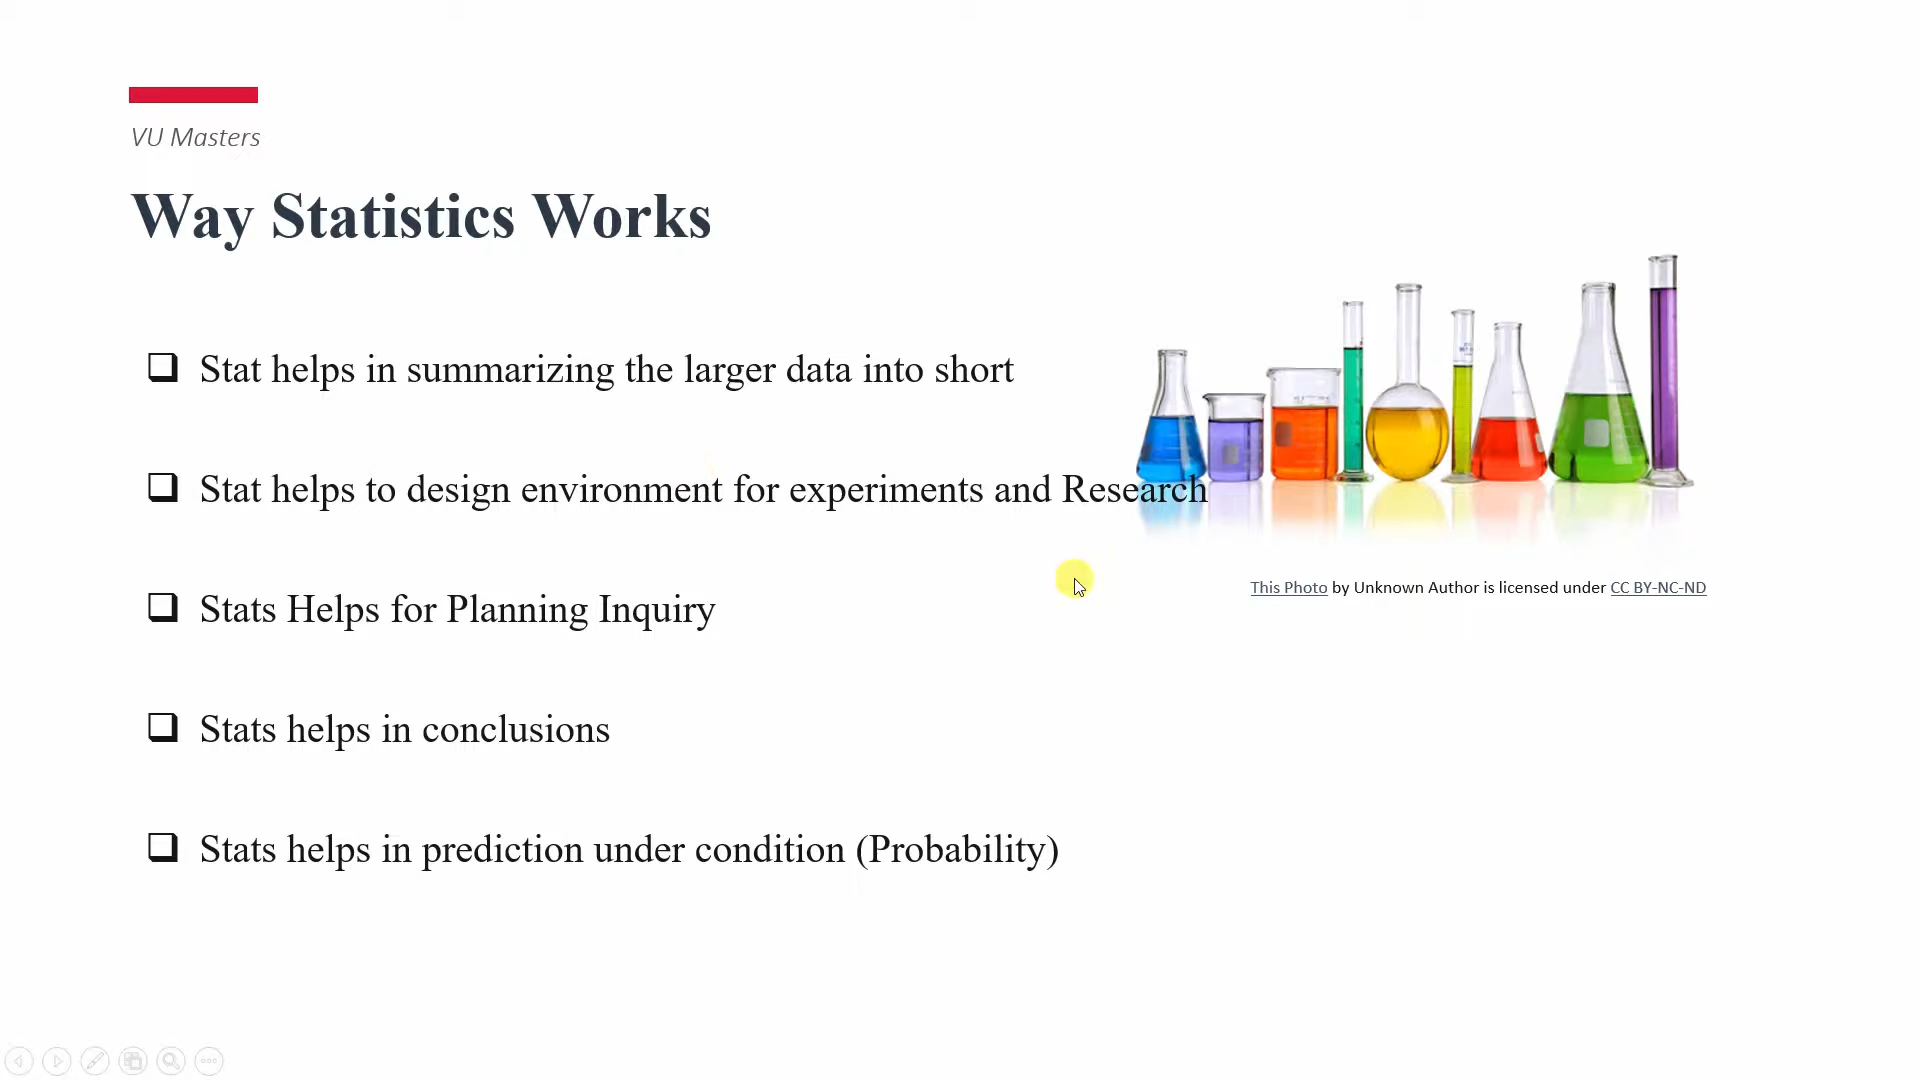 VU Masters
Way Statistics Works
Stat helps in summarizing the larger data into short
Stat helps to design environment for experiments and Research
This Photo by Unknown Author is licensed under CC BY-NC-ND
Stats Helps for Planning Inquiry
Stats helps in conclusions
Stats helps in prediction under condition (Probability)